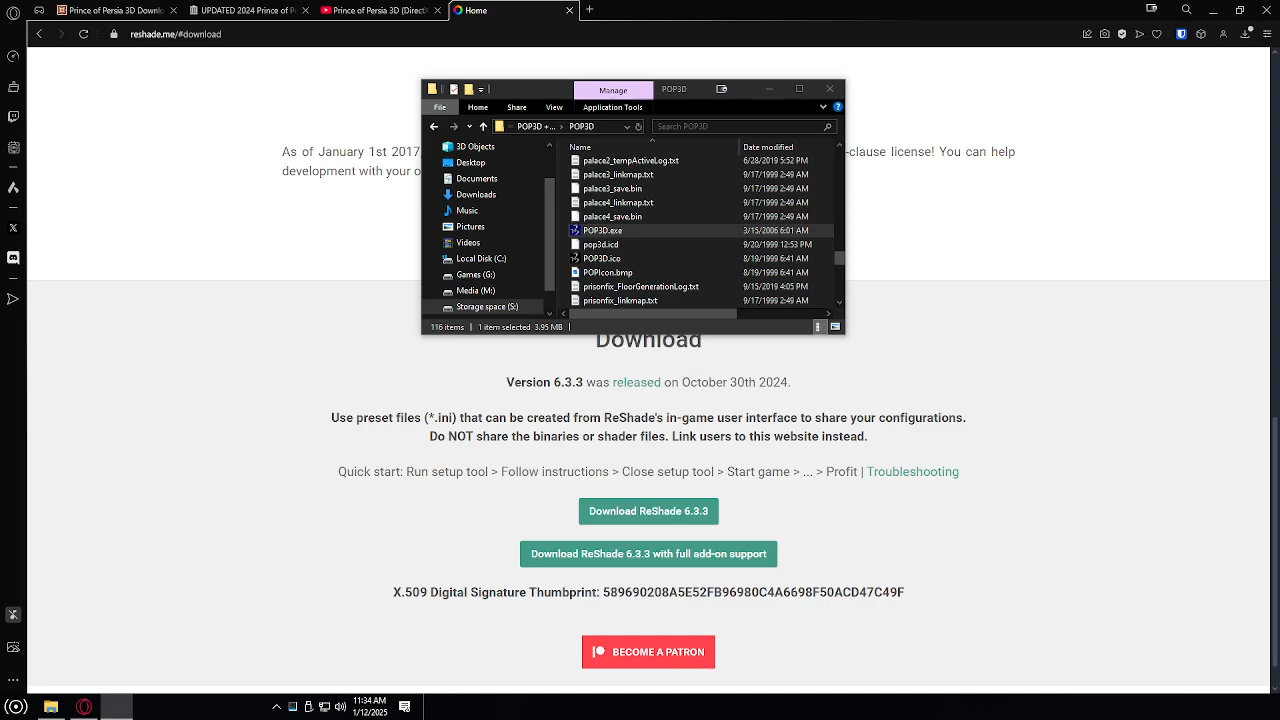 Prince of Persia 3D Downlo
UPDATED 2024 Prince of Pe
Prince of Persia 3D (DirectX
Home
reshade.me/#download
As of January 1st 2017,
-clause license! You can help
development with your o
Manage
POP3D
File
Home
Share
View
Application Tools
POP3D +...
POP3D
Search POP3D
3D Objects
Desktop
Documents
Downloads
Music
Pictures
Videos
Local Disk (C:)
Games (G:)
Media (M:)
Storage space (S:)
Name
Date modified
palace2_tempActiveLog.txt
6/28/2019 5:52 PM
palace3_linkmap.txt
9/17/1999 2:49 AM
palace3_save.bin
9/17/1999 2:49 AM
palace4_linkmap.txt
9/17/1999 2:49 AM
palace4_save.bin
9/17/1999 2:49 AM
POP3D.exe
3/15/2006 6:01 AM
pop3d.icd
9/20/1999 12:53 PM
POP3D.ico
8/19/1999 6:41 AM
POPIcon.bmp
8/19/1999 6:41 AM
prisonfix_FloorGenerationLog.txt
9/15/2019 4:05 PM
prisonfix_linkmap.txt
9/17/1999 2:49 AM
116 items
1 item selected 3.95 MB
Download
Version 6.3.3 was released on October 30th 2024.
Use preset files (*.ini) that can be created from ReShade's in-game user interface to share your configurations.
Do NOT share the binaries or shader files. Link users to this website instead.
Quick start: Run setup tool > Follow instructions > Close setup tool > Start game > ... > Profit | Troubleshooting
Download ReShade 6.3.3
Download ReShade 6.3.3 with full add-on support
X.509 Digital Signature Thumbprint: 589690208A5E52FB96980C4A6698F50ACD47C49F
BECOME A PATRON
11:34 AM
1/12/2025